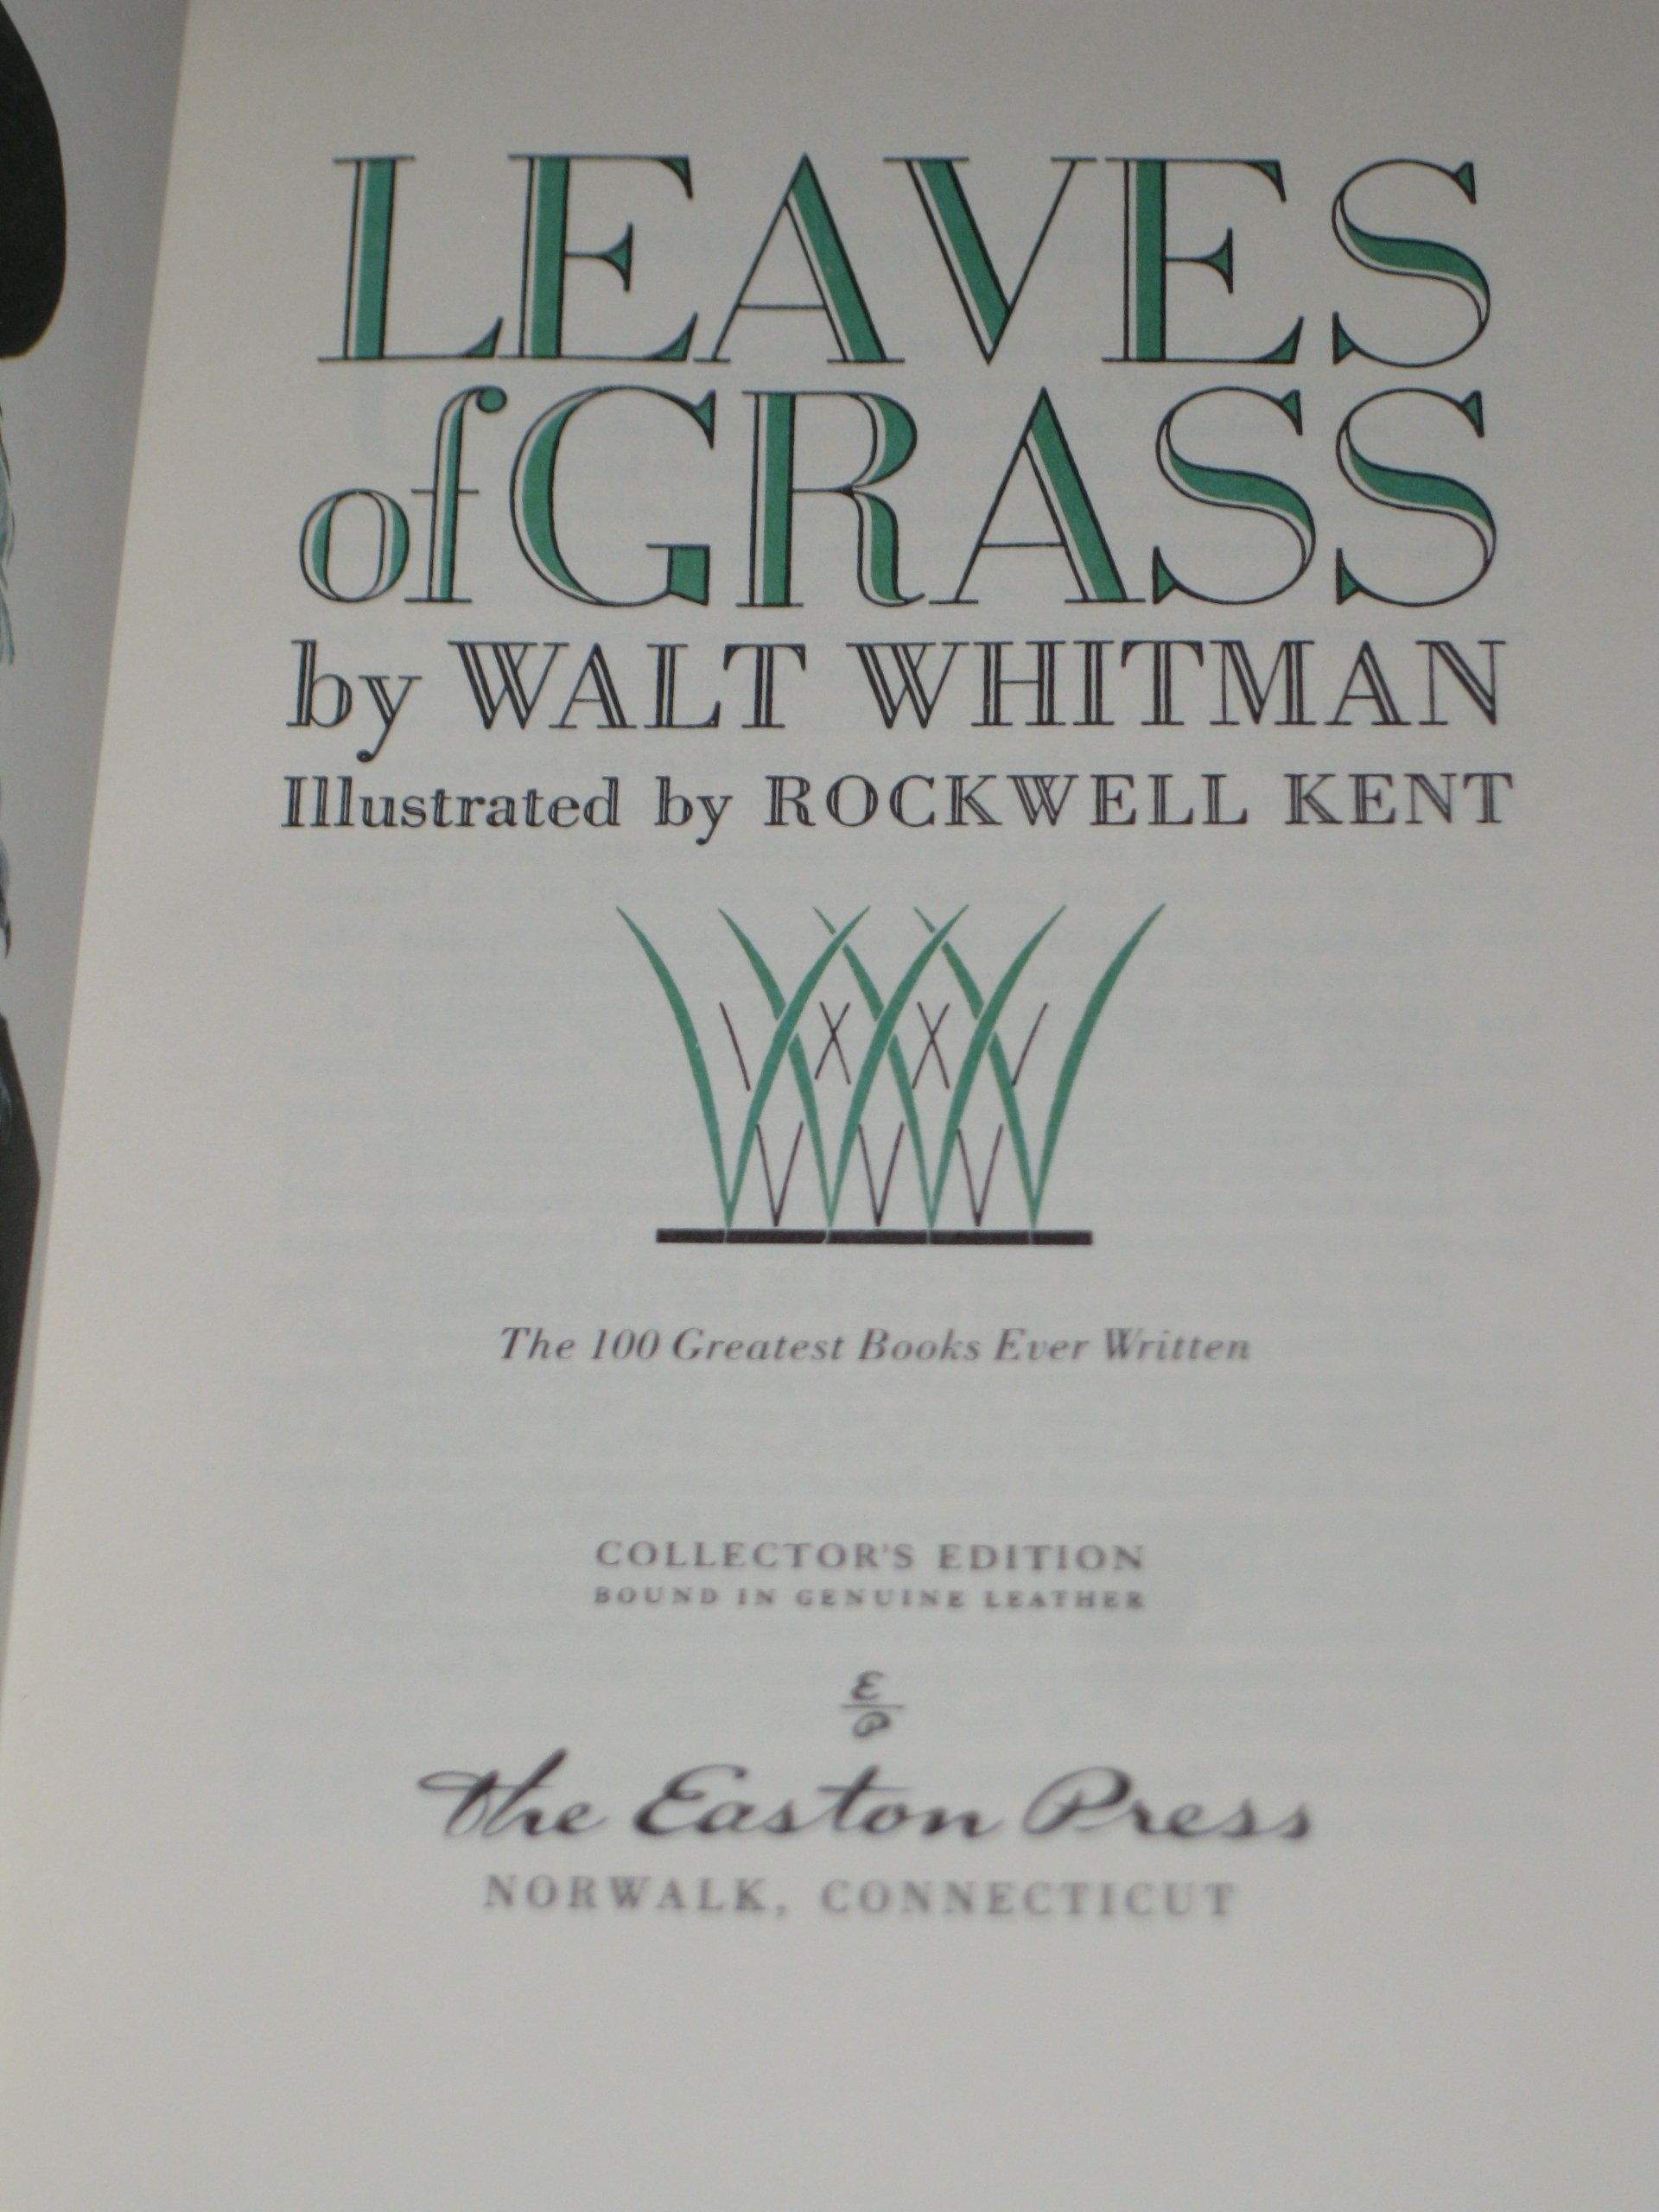 LEAVES
of GRASS
by WALT WHITMAN
Illustrated by ROCKWELL KENT
The 100 Greatest Books Ever Written
COLLECTOR'S EDITION
BOUND IN GENUINE LEATHER
E
P
The Easton Press
NORWALK, CONNECTICUT